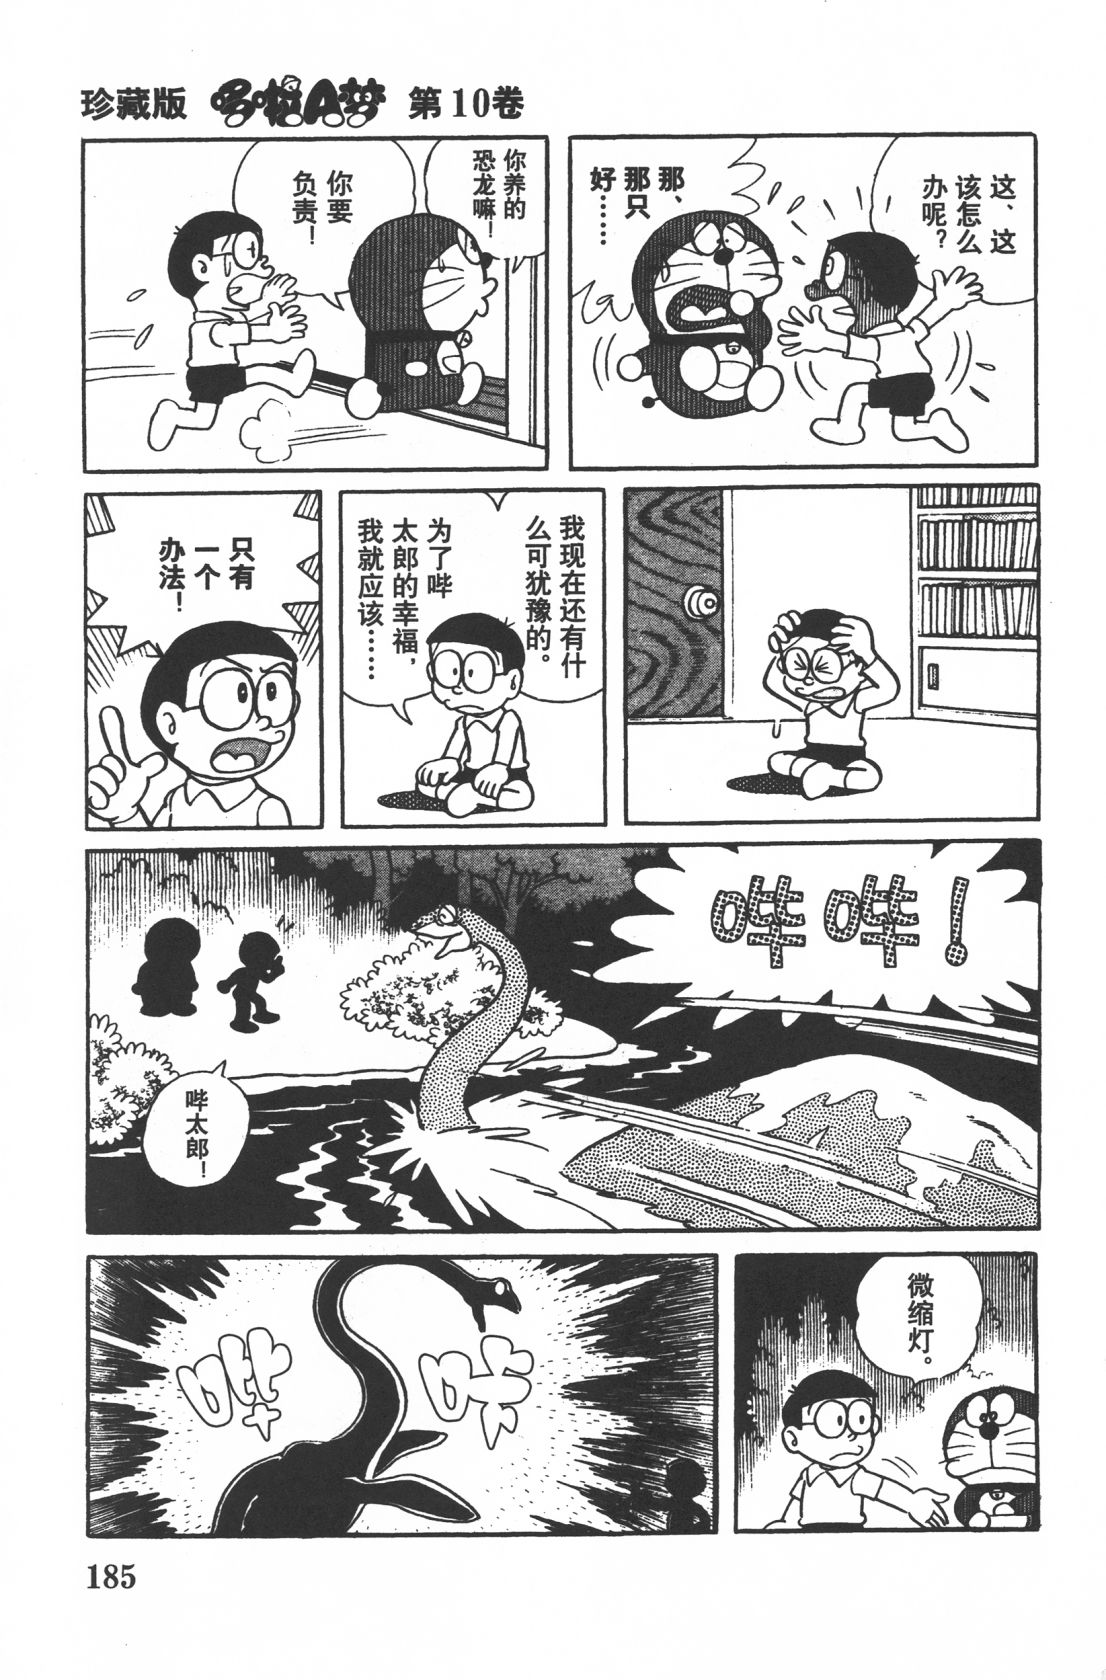 珍藏版 哆啦A梦 第10卷
这、这
该怎么
办呢？
那、
那只
好……
你养的
恐龙嘛！
你要
负责！
我现在还有什
么可犹豫的。
为了哔
太郎的幸福，
我就应该……
只有
一个
办法！
哔哔！
哔太郎！
微缩灯。
咔
哔
185